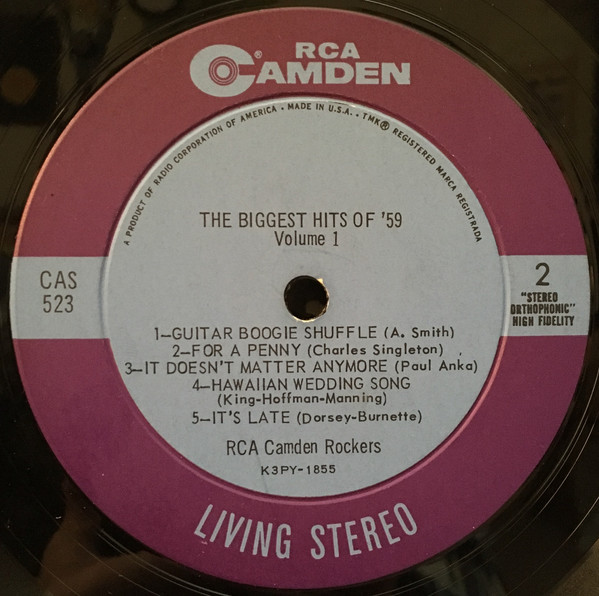 RCA
CAMDEN®
A PRODUCT OF RADIO CORPORATION OF AMERICA • MADE IN U.S.A. • TMK® REGISTERED MARCA REGISTRADA
THE BIGGEST HITS OF '59
Volume 1
CAS
523
2
"STEREO
ORTHOPHONIC"
HIGH FIDELITY
1—GUITAR BOOGIE SHUFFLE (A. Smith)
2—FOR A PENNY (Charles Singleton)
3—IT DOESN'T MATTER ANYMORE (Paul Anka)
4—HAWAIIAN WEDDING SONG
(King-Hoffman-Manning)
5—IT'S LATE (Dorsey-Burnette)
RCA Camden Rockers
K3PY-1855
LIVING STEREO